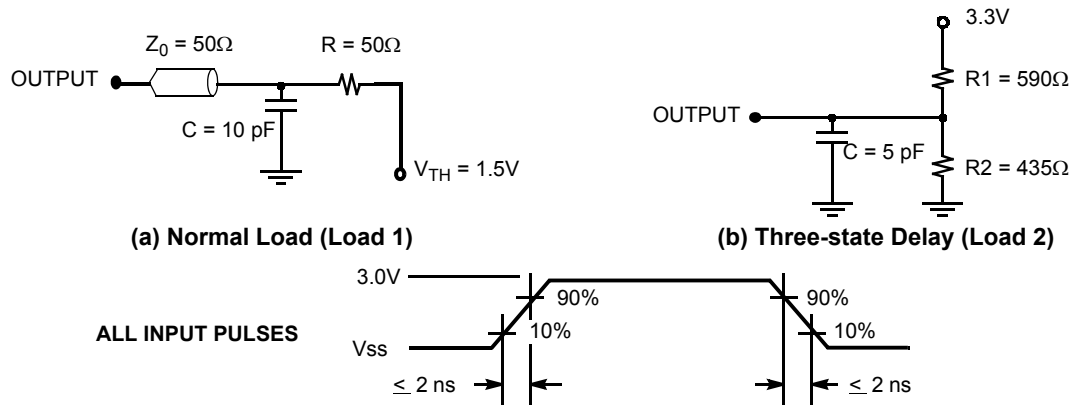 Z0 = 50Ω
R = 50Ω
OUTPUT
C = 10 pF
VTH = 1.5V
(a) Normal Load (Load 1)
3.3V
R1 = 590Ω
OUTPUT
C = 5 pF
R2 = 435Ω
(b) Three-state Delay (Load 2)
ALL INPUT PULSES
3.0V
90%
10%
Vss
≤ 2 ns
90%
10%
≤ 2 ns